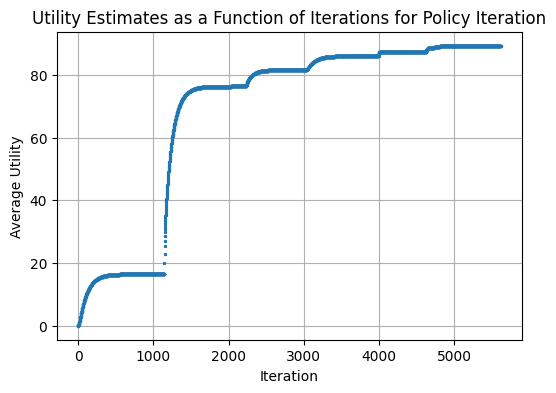 Utility Estimates as a Function of Iterations for Policy Iteration
80
60
40
20
0
Average Utility
0 1000 2000 3000 4000 5000
Iteration